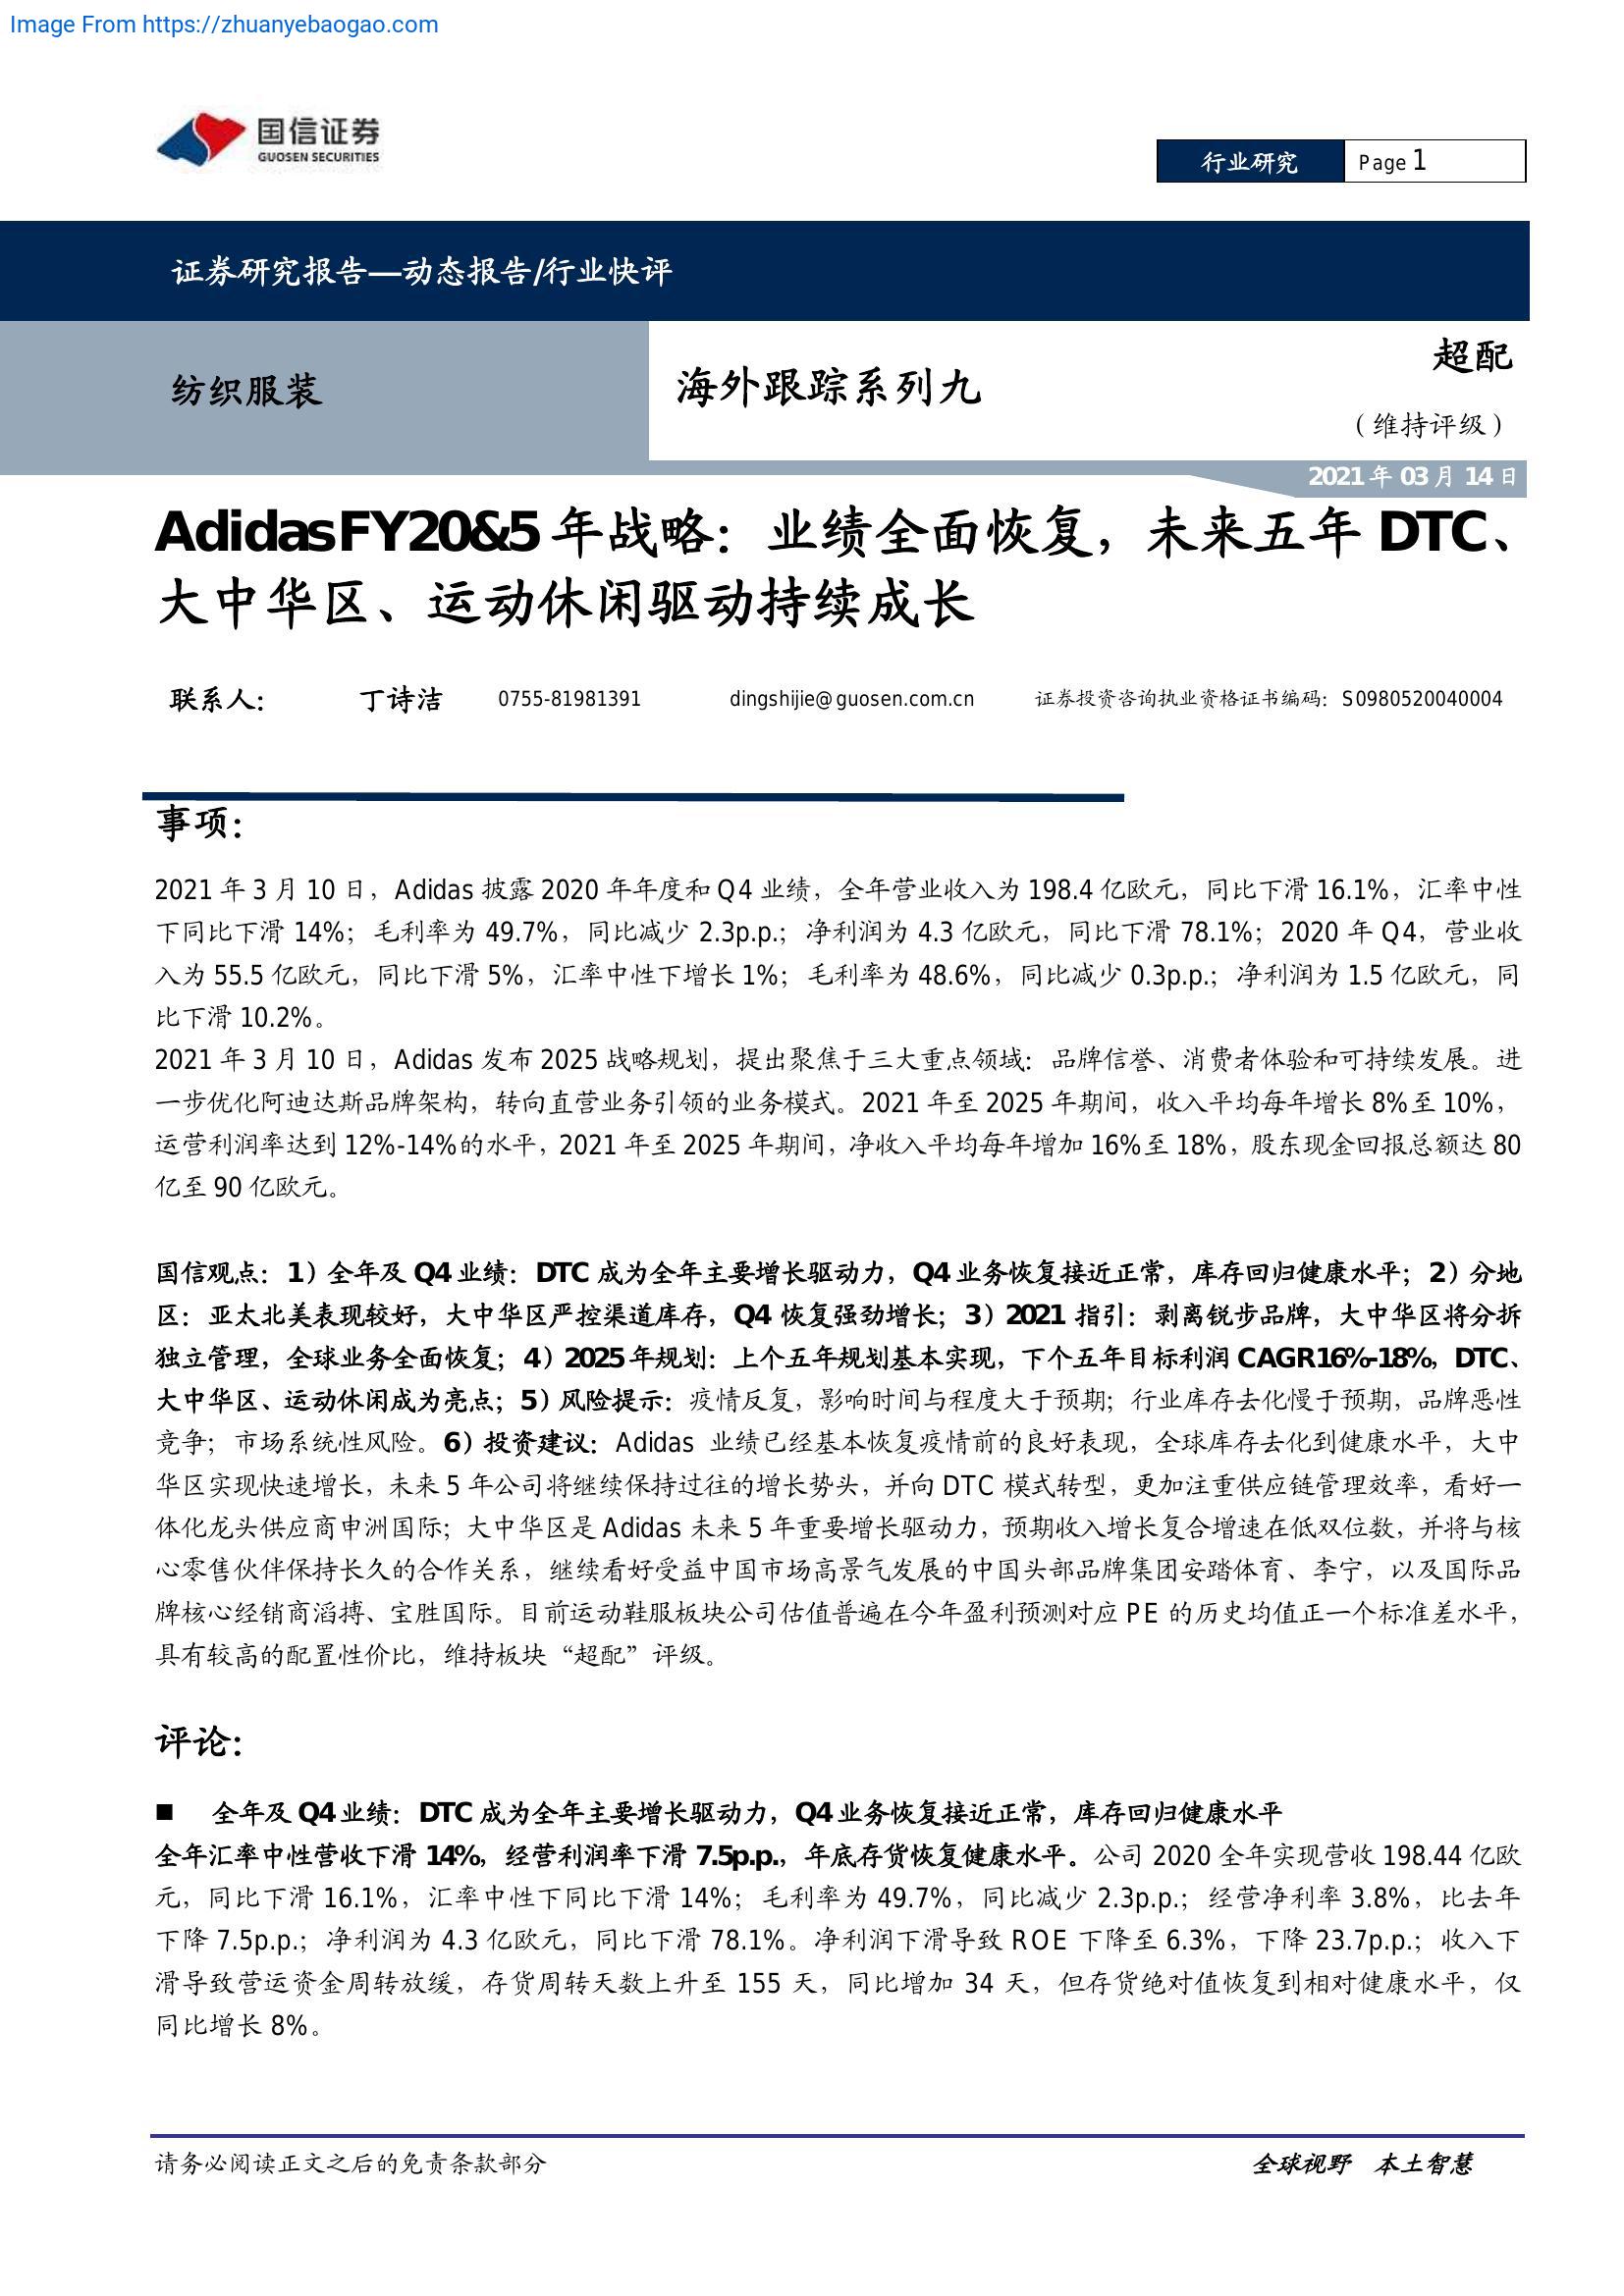 Image From https://zhuanyebaogao.com
国信证券
GUOSEN SECURITIES
行业研究 Page 1
证券研究报告—动态报告/行业快评
纺织服装
海外跟踪系列九
超配
（维持评级）
2021 年 03 月 14 日
Adidas FY20&5 年战略：业绩全面恢复，未来五年 DTC、
大中华区、运动休闲驱动持续成长
联系人： 丁诗洁 0755-81981391 dingshijie@guosen.com.cn 证券投资咨询执业资格证书编码：S0980520040004
事项：
2021 年 3 月 10 日，Adidas 披露 2020 年年度和 Q4 业绩，全年营业收入为 198.4 亿欧元，同比下滑 16.1%，汇率中性
下同比下滑 14%；毛利率为 49.7%，同比减少 2.3p.p.；净利润为 4.3 亿欧元，同比下滑 78.1%；2020 年 Q4，营业收
入为 55.5 亿欧元，同比下滑 5%，汇率中性下增长 1%；毛利率为 48.6%，同比减少 0.3p.p.；净利润为 1.5 亿欧元，同
比下滑 10.2%。
2021 年 3 月 10 日，Adidas 发布 2025 战略规划，提出聚焦于三大重点领域：品牌信誉、消费者体验和可持续发展。进
一步优化阿迪达斯品牌架构，转向直营业务引领的业务模式。2021 年至 2025 年期间，收入平均每年增长 8%至 10%，
运营利润率达到 12%-14%的水平，2021 年至 2025 年期间，净收入平均每年增加 16%至 18%，股东现金回报总额达 80
亿至 90 亿欧元。
国信观点：1）全年及 Q4 业绩：DTC 成为全年主要增长驱动力，Q4 业务恢复接近正常，库存回归健康水平；2）分地
区：亚太北美表现较好，大中华区严控渠道库存，Q4 恢复强劲增长；3）2021 指引：剥离锐步品牌，大中华区将分拆
独立管理，全球业务全面恢复；4）2025 年规划：上个五年规划基本实现，下个五年目标利润 CAGR16%-18%，DTC、
大中华区、运动休闲成为亮点；5）风险提示：疫情反复，影响时间与程度大于预期；行业库存去化慢于预期，品牌恶性
竞争；市场系统性风险。6）投资建议：Adidas 业绩已经基本恢复疫情前的良好表现，全球库存去化到健康水平，大中
华区实现快速增长，未来 5 年公司将继续保持过往的增长势头，并向 DTC 模式转型，更加注重供应链管理效率，看好一
体化龙头供应商申洲国际；大中华区是 Adidas 未来 5 年重要增长驱动力，预期收入增长复合增速在低双位数，并将与核
心零售伙伴保持长久的合作关系，继续看好受益中国市场高景气发展的中国头部品牌集团安踏体育、李宁，以及国际品
牌核心经销商滔搏、宝胜国际。目前运动鞋服板块公司估值普遍在今年盈利预测对应 PE 的历史均值正一个标准差水平，
具有较高的配置性价比，维持板块“超配”评级。
评论：
■ 全年及 Q4 业绩：DTC 成为全年主要增长驱动力，Q4 业务恢复接近正常，库存回归健康水平
全年汇率中性营收下滑 14%，经营利润率下滑 7.5p.p.，年底存货恢复健康水平。公司 2020 全年实现营收 198.44 亿欧
元，同比下滑 16.1%，汇率中性下同比下滑 14%；毛利率为 49.7%，同比减少 2.3p.p.；经营净利率 3.8%，比去年
下降 7.5p.p.；净利润为 4.3 亿欧元，同比下滑 78.1%。净利润下滑导致 ROE 下降至 6.3%，下降 23.7p.p.；收入下
滑导致营运资金周转放缓，存货周转天数上升至 155 天，同比增加 34 天，但存货绝对值恢复到相对健康水平，仅
同比增长 8%。
请务必阅读正文之后的免责条款部分 全球视野 本土智慧